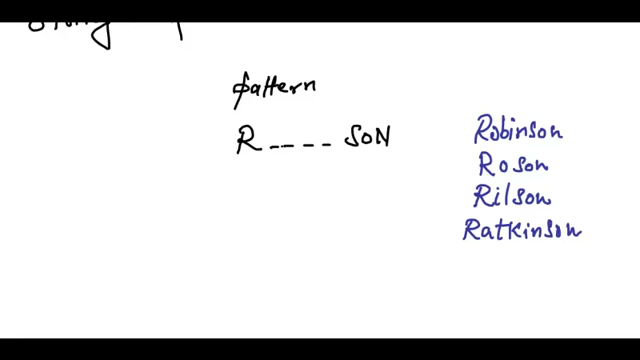 pattern
R _ _ _ _ SON
Robinson
Roson
Rilson
Ratkinson